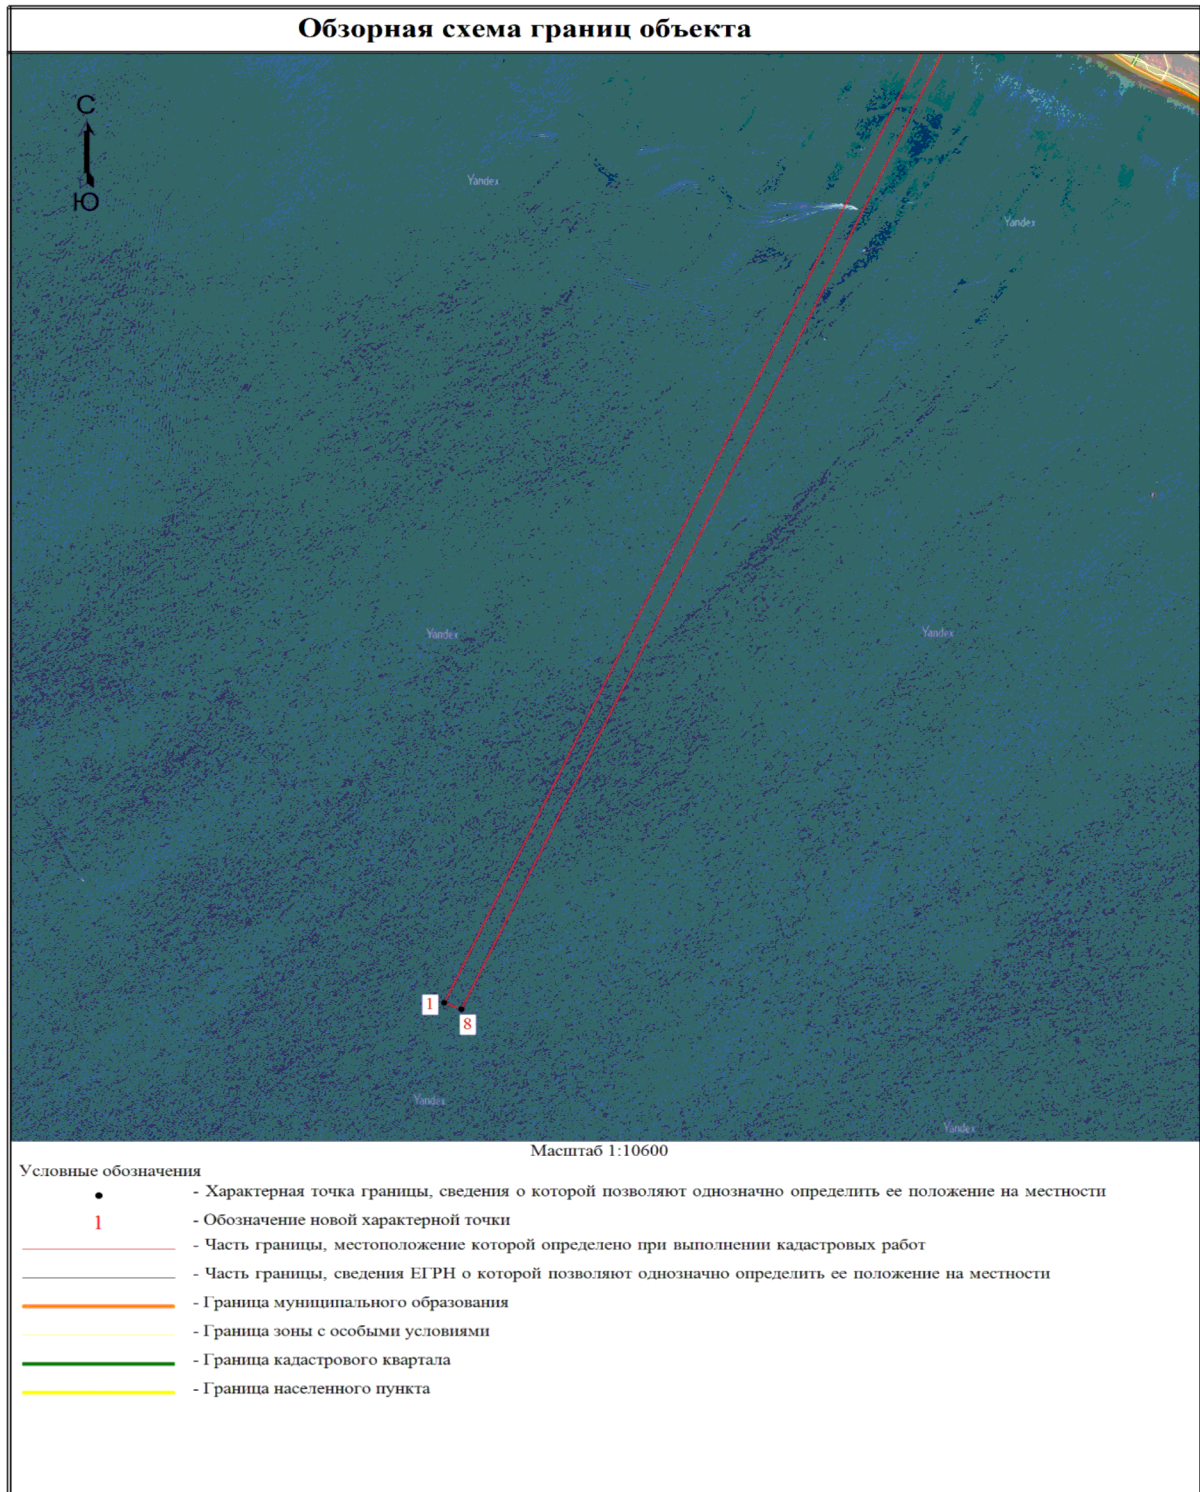 Обзорная схема границ объекта
С
Ю
Yandex
Yandex
Yandex
Yandex
1
8
Yandex
Yandex
Масштаб 1:10600
Условные обозначения
- Характерная точка границы, сведения о которой позволяют однозначно определить ее положение на местности
1 - Обозначение новой характерной точки
- Часть границы, местоположение которой определено при выполнении кадастровых работ
- Часть границы, сведения ЕГРН о которой позволяют однозначно определить ее положение на местности
- Граница муниципального образования
- Граница зоны с особыми условиями
- Граница кадастрового квартала
- Граница населенного пункта